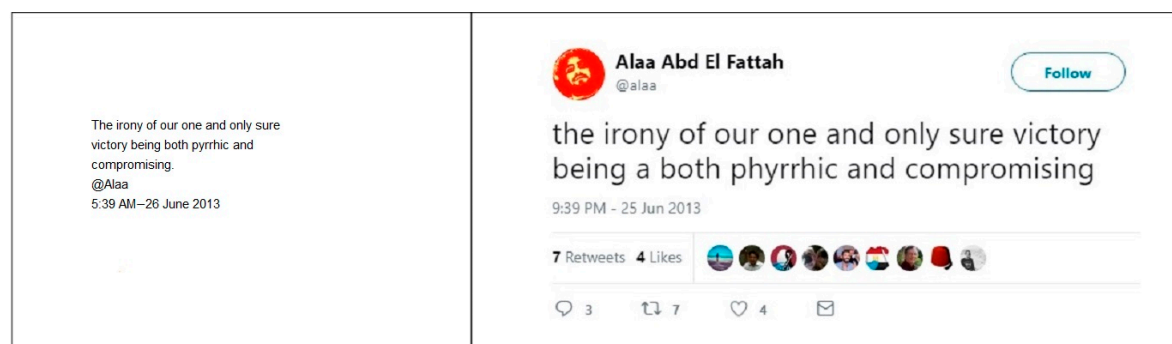 The irony of our one and only sure
victory being both pyrrhic and
compromising.
@Alaa
5:39 AM–26 June 2013
Alaa Abd El Fattah
@alaa
Follow
the irony of our one and only sure victory
being a both phyrrhic and compromising
9:39 PM - 25 Jun 2013
7 Retweets 4 Likes
3 7 4